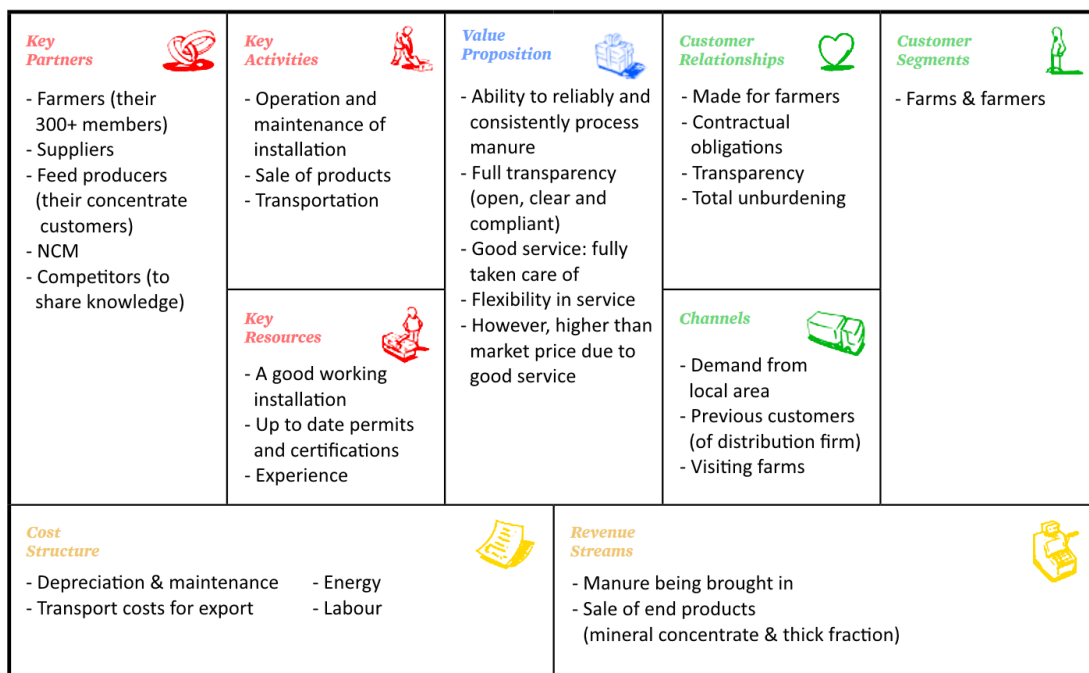 Key
Partners
- Farmers (their
300+ members)
- Suppliers
- Feed producers
(their concentrate
customers)
- NCM
- Competitors (to
share knowledge)
Key
Activities
- Operation and
maintenance of
installation
- Sale of products
- Transportation
Key
Resources
- A good working
installation
- Up to date permits
and certifications
- Experience
Value
Proposition
- Ability to reliably and
consistently process
manure
- Full transparency
(open, clear and
compliant)
- Good service: fully
taken care of
- Flexibility in service
- However, higher than
market price due to
good service
Customer
Relationships
- Made for farmers
- Contractual
obligations
- Transparency
- Total unburdening
Channels
- Demand from
local area
- Previous customers
(of distribution firm)
- Visiting farms
Customer
Segments
- Farms & farmers
Cost
Structure
- Depreciation & maintenance
- Transport costs for export
- Energy
- Labour
Revenue
Streams
- Manure being brought in
- Sale of end products
(mineral concentrate & thick fraction)